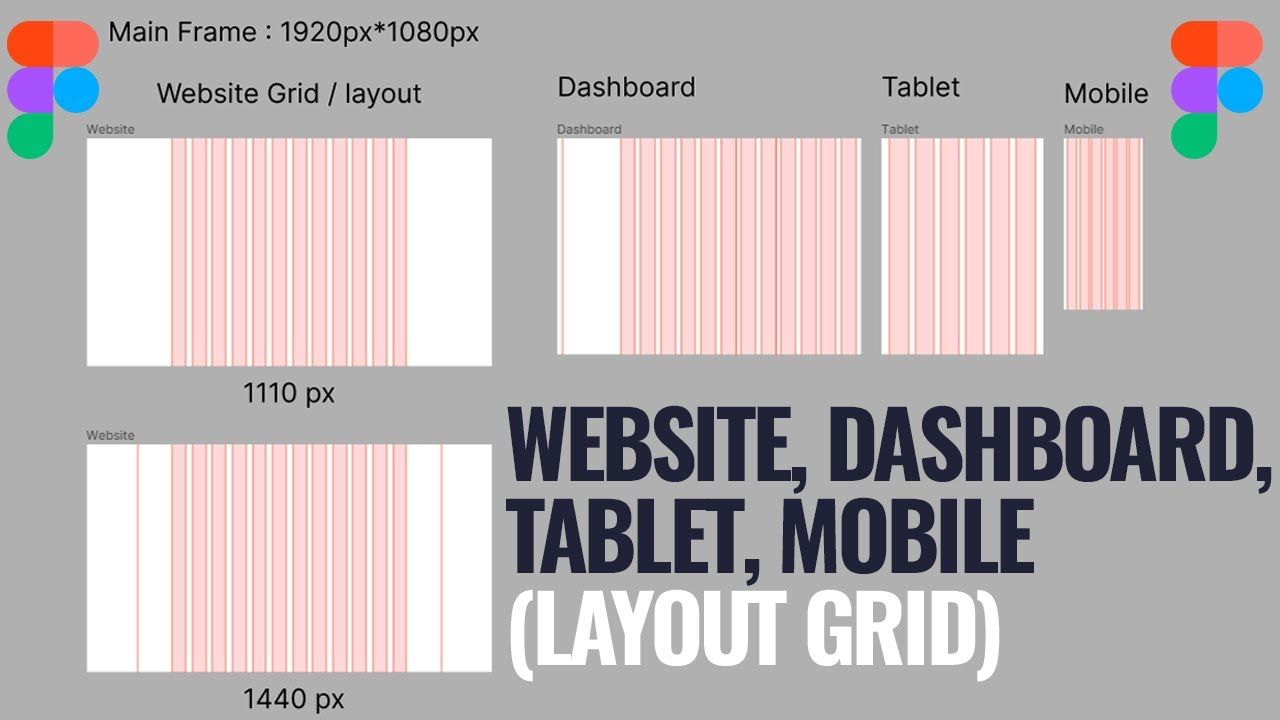 Main Frame : 1920px*1080px
Website Grid / layout
Dashboard
Tablet
Mobile
Website
Dashboard
Tablet
Mobile
1110 px
Website
1440 px
WEBSITE, DASHBOARD,
TABLET, MOBILE
(LAYOUT GRID)